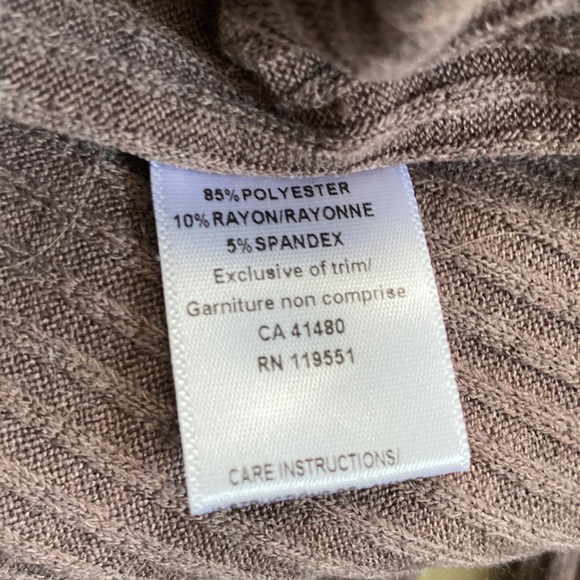 85% POLYESTER
10% RAYON/RAYONNE
5% SPANDEX
Exclusive of trim/
Garniture non comprise
CA 41480
RN 119551
CARE INSTRUCTIONS/